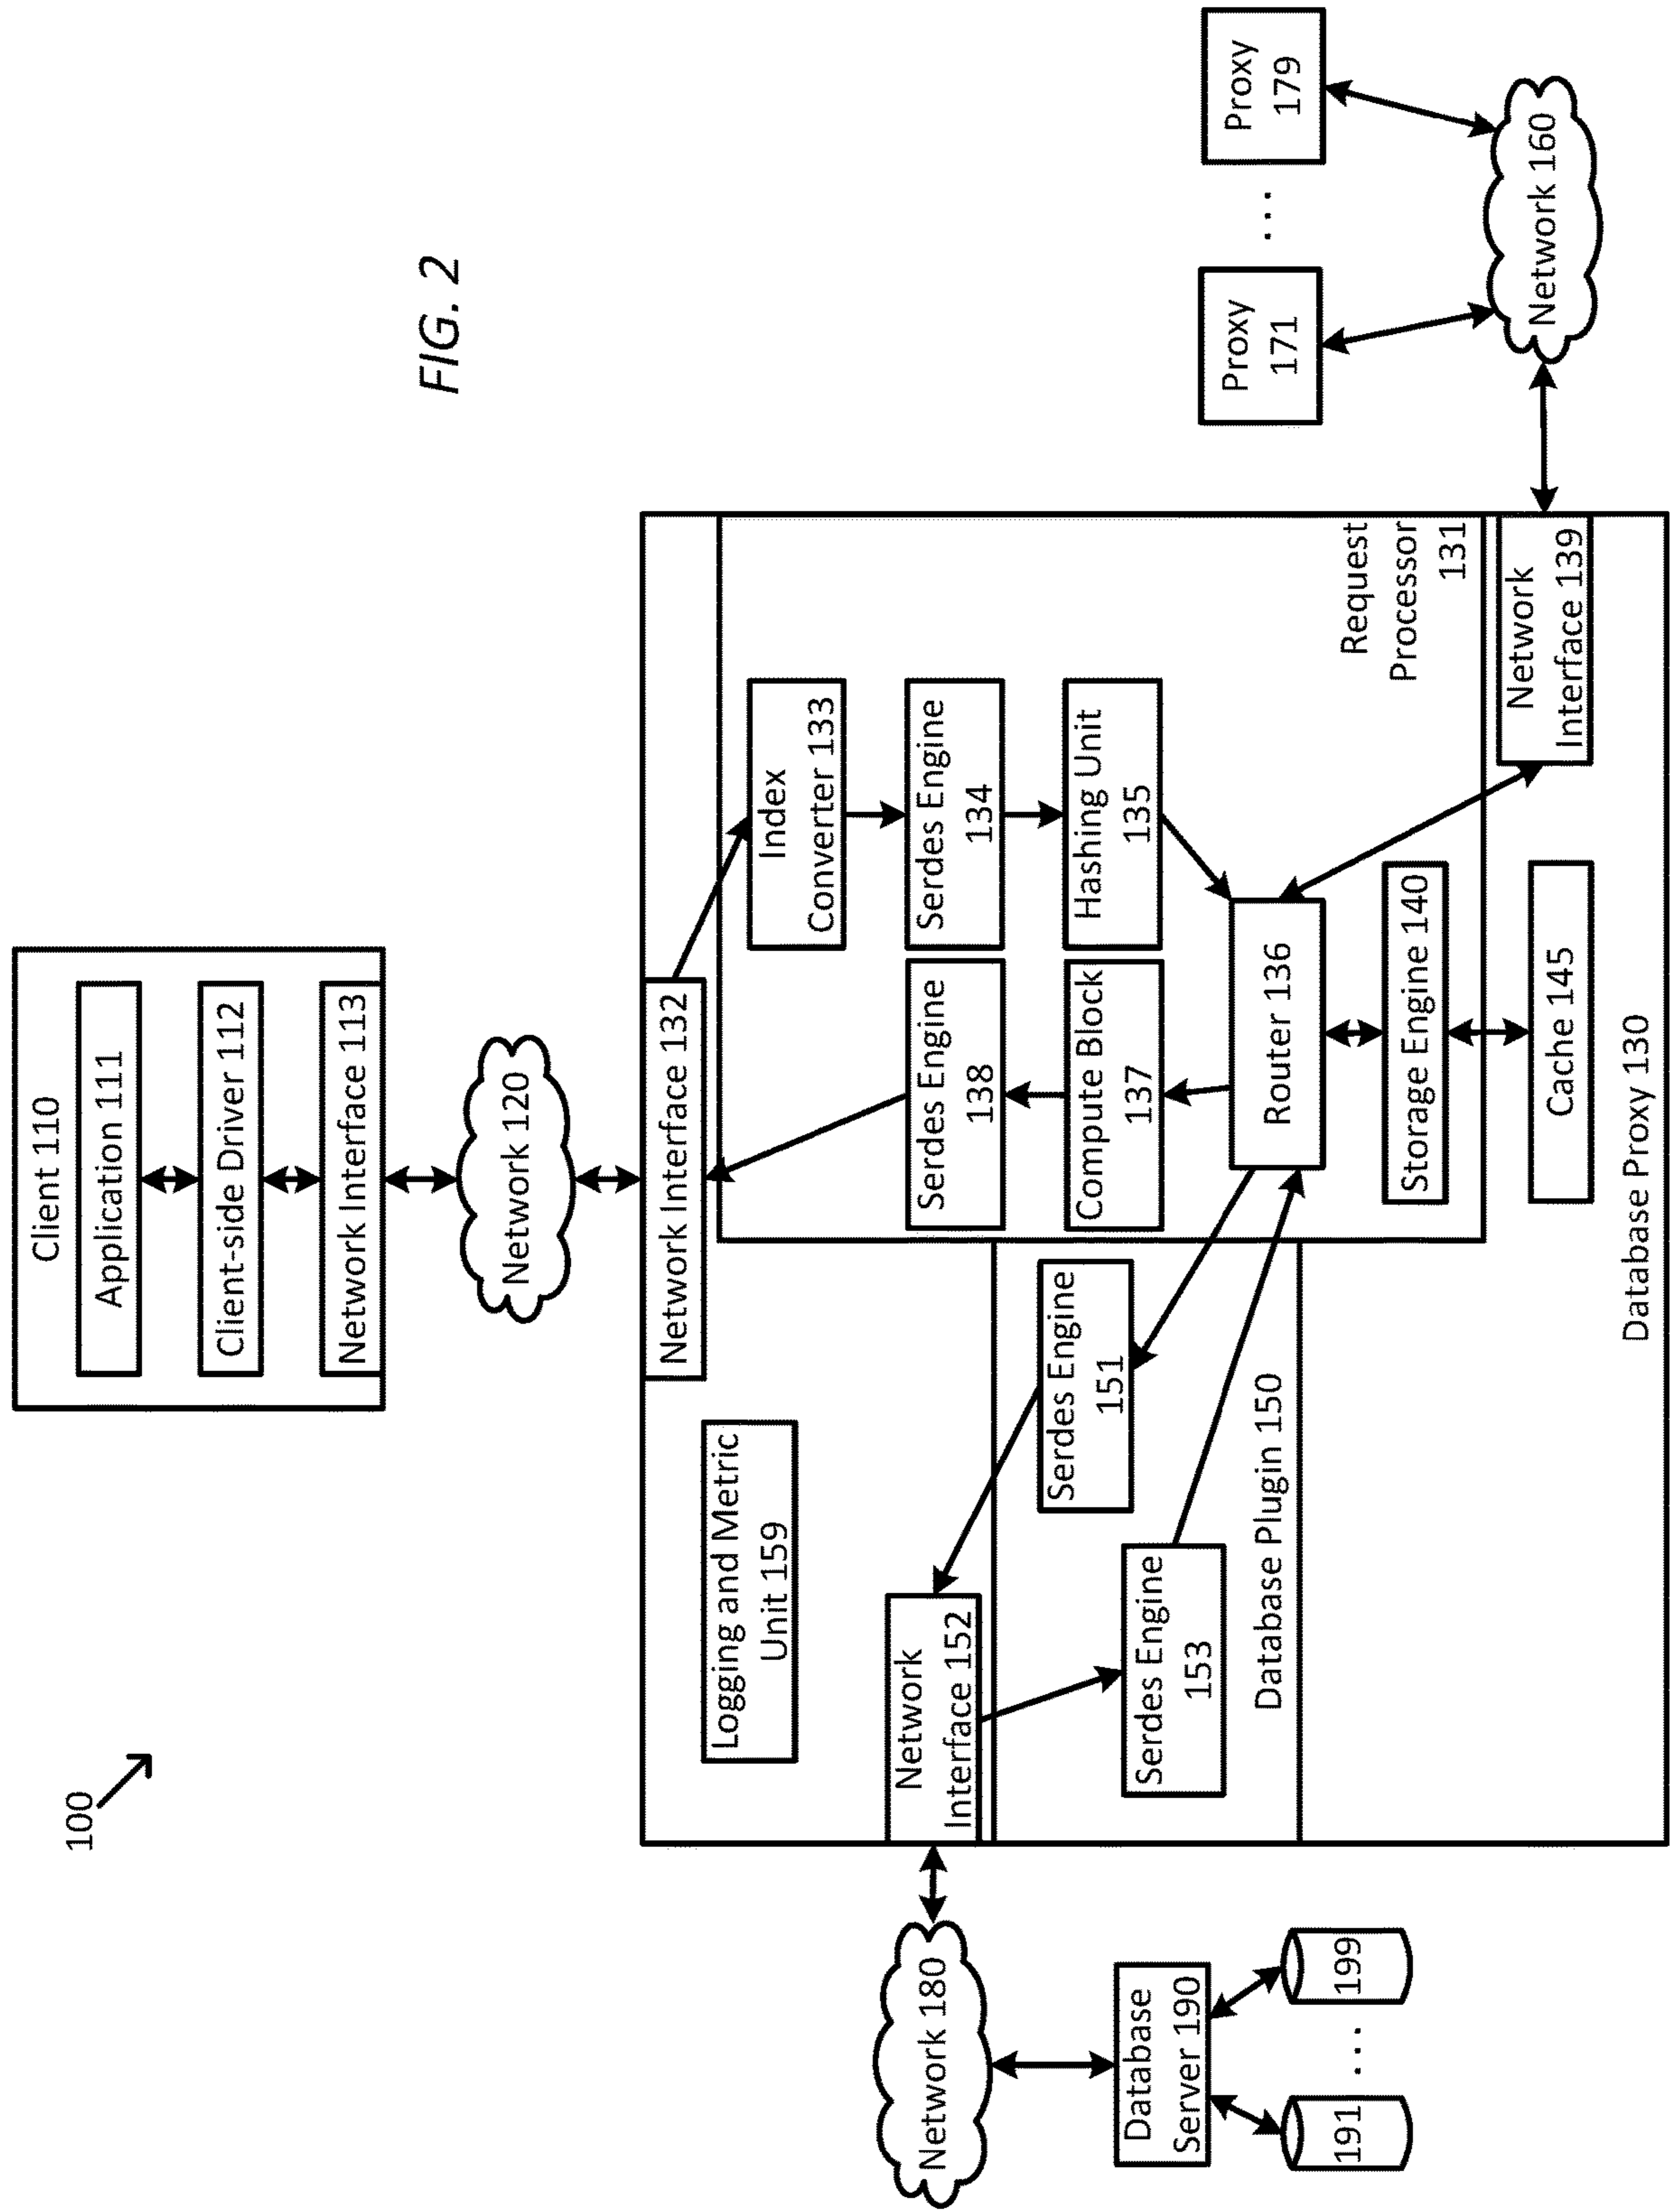 100
FIG. 2
Client 110
Application 111
Client-side Driver 112
Network Interface 113
Network 120
Network Interface 132
Logging and Metric
Unit 159
Index
Converter 133
Serdes Engine
138
Serdes Engine
134
Compute Block
137
Hashing Unit
135
Router 136
Storage Engine 140
Request
Processor
131
Network
Interface 152
Serdes Engine
151
Serdes Engine
153
Database Plugin 150
Network
Interface 139
Cache 145
Database Proxy 130
Network 180
Database
Server 190
191
...
199
Proxy
171
...
Proxy
179
Network 160